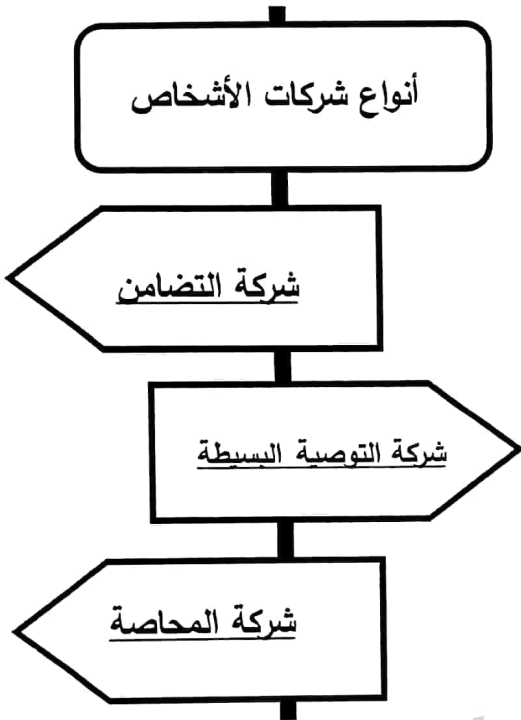 أنواع شركات الأشخاص
شركة التضامن
شركة التوصية البسيطة
شركة المحاصة